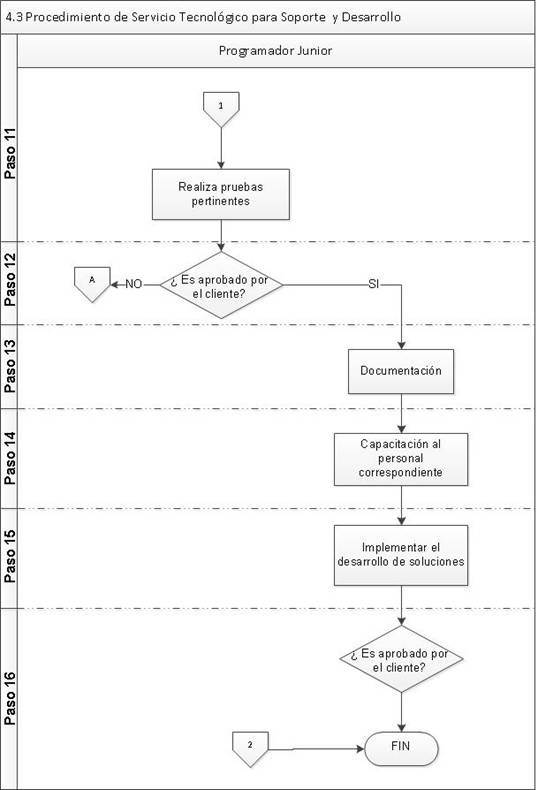 4.3 Procedimiento de Servicio Tecnológico para Soporte y Desarrollo
Programador Junior
Paso 11
1
Realiza pruebas
pertinentes
Paso 12
A
NO
¿ Es aprobado por
el cliente?
SI
Paso 13
Documentación
Paso 14
Capacitación al
personal
correspondiente
Paso 15
Implementar el
desarrollo de soluciones
Paso 16
¿ Es aprobado por
el cliente?
2
FIN